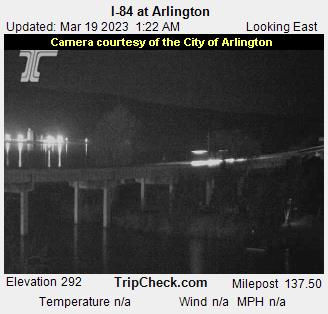 I-84 at Arlington
Updated: Mar 19 2023 1:22 AM Looking East
Camera courtesy of the City of Arlington
Elevation 292 TripCheck.com Milepost 137.50
Temperature n/a Wind n/a MPH n/a